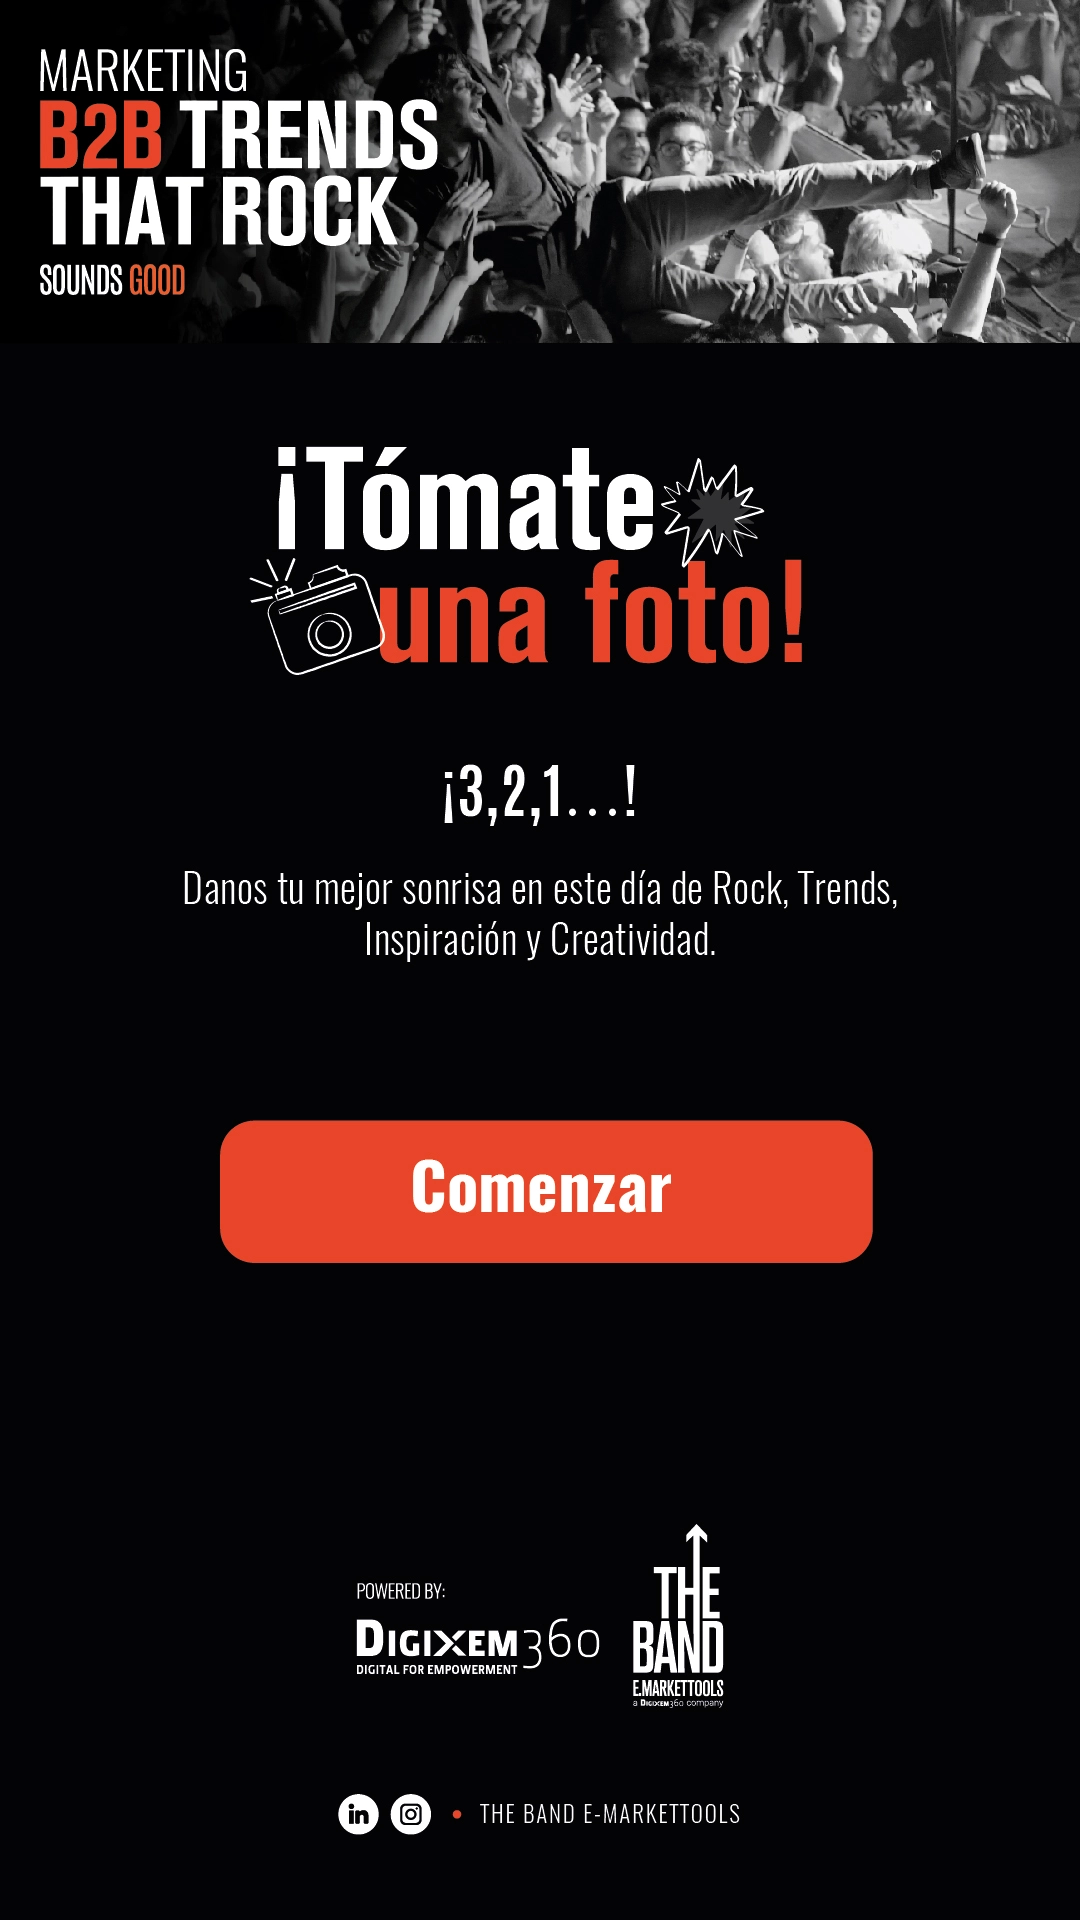 MARKETING
B2B TRENDS
THAT ROCK
SOUNDS GOOD
¡Tómate
una foto!
¡3,2,1...!
Danos tu mejor sonrisa en este día de Rock, Trends,
Inspiración y Creatividad.
Comenzar
POWERED BY:
DIGIXEM360
DIGITAL FOR EMPOWERMENT
THE
BAND
E.MARKETTOOLS
a DIGIXEM360 company
in
• THE BAND E-MARKETTOOLS